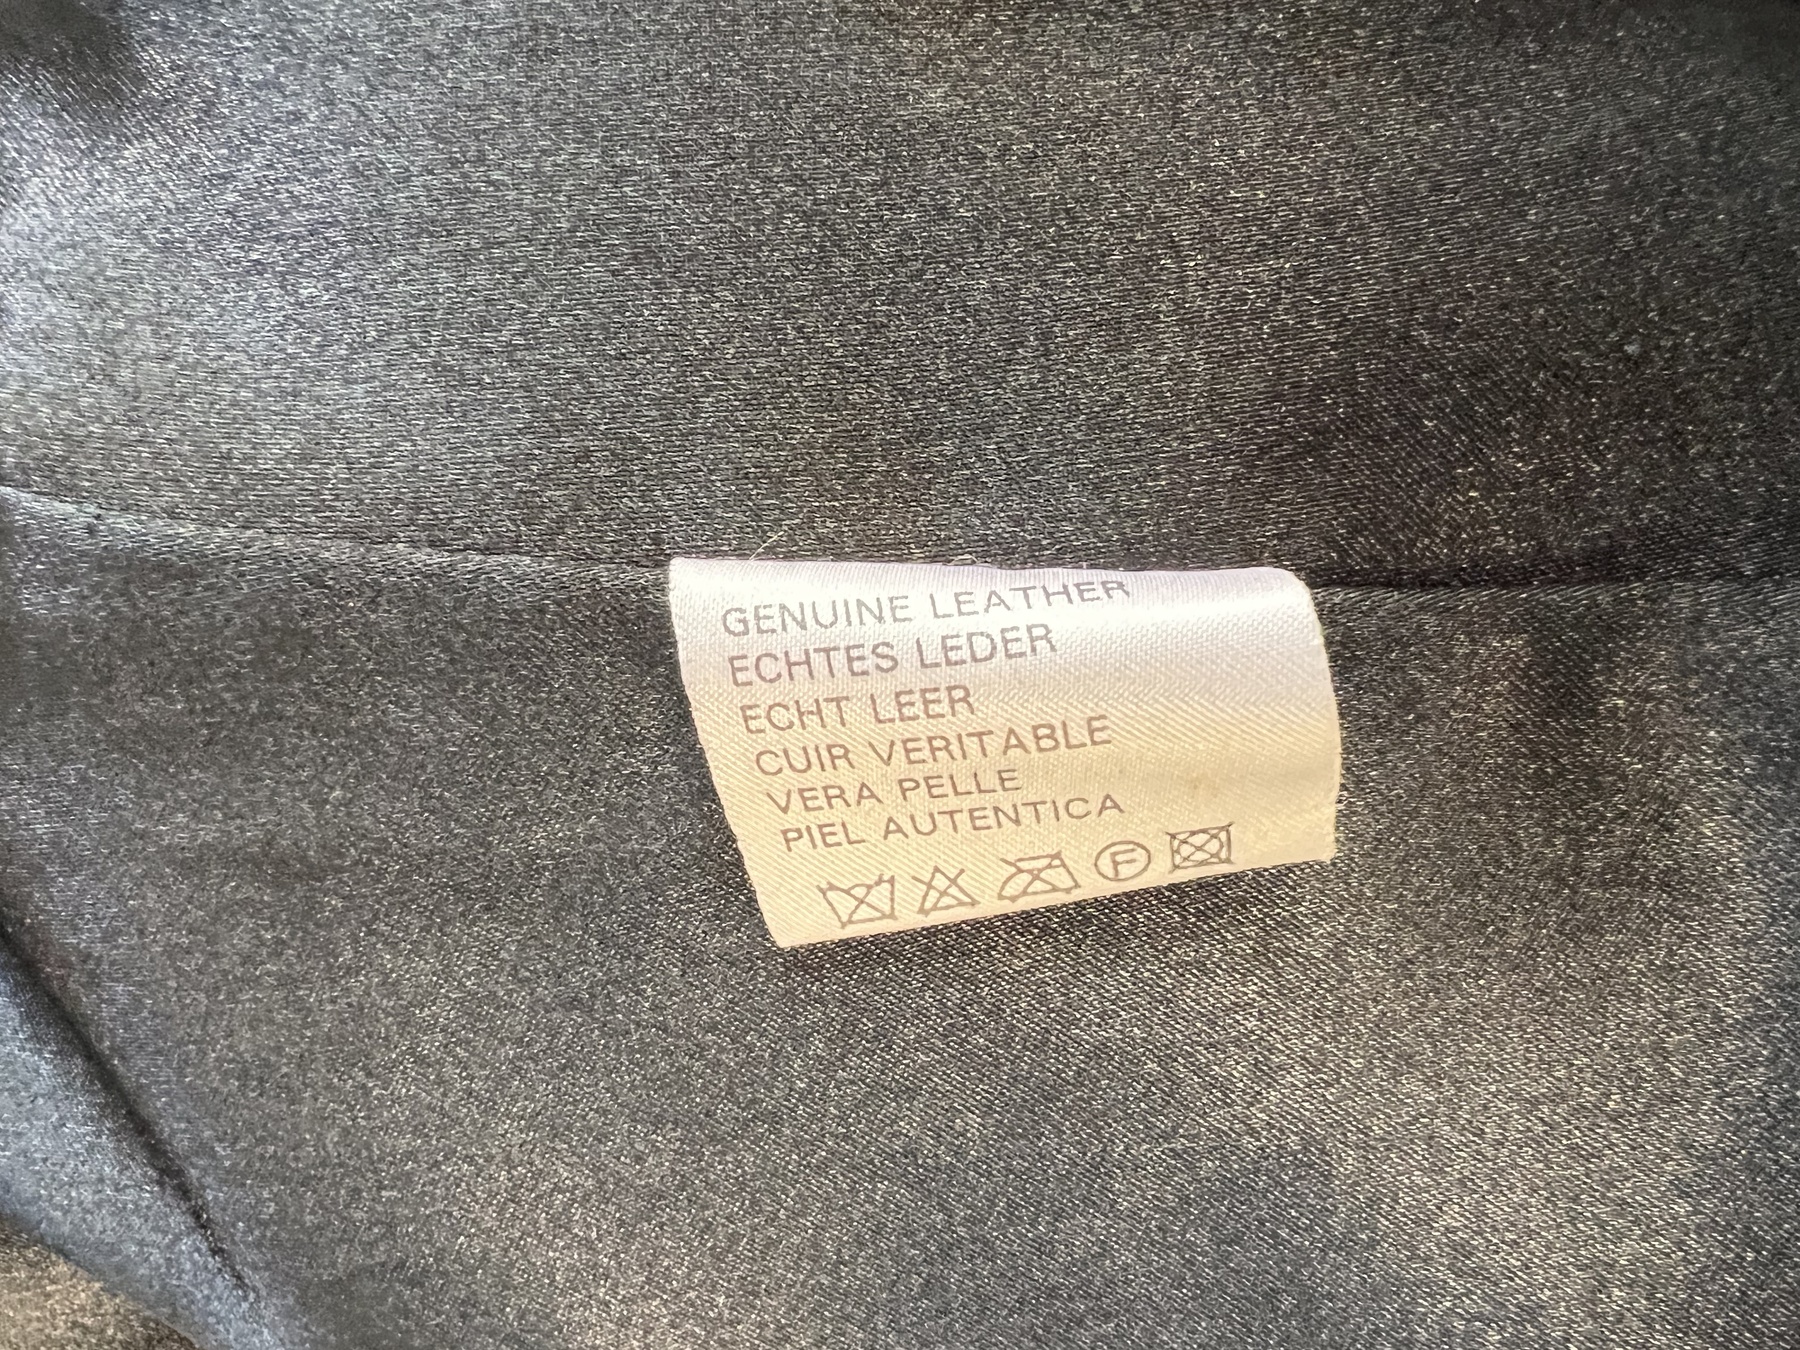 GENUINE LEATHER
ECHTES LEDER
ECHT LEER
CUIR VERITABLE
VERA PELLE
PIEL AUTENTICA
F